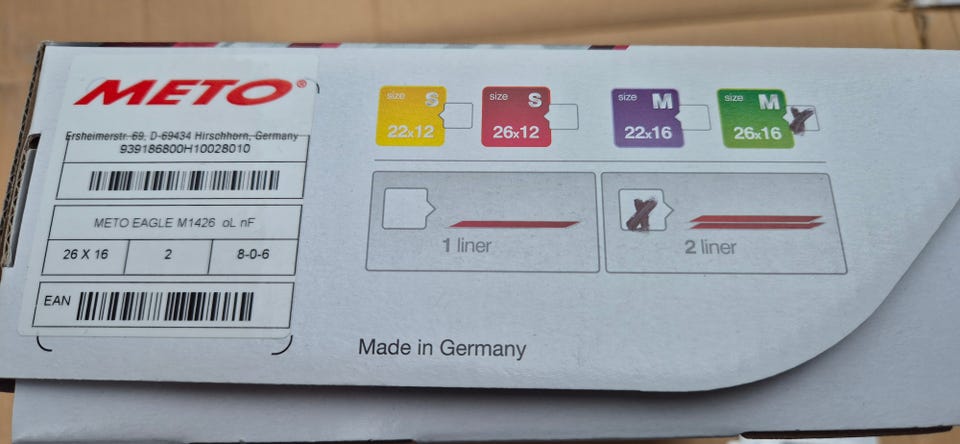 METO®
Ersheimerstr. 69, D-69434 Hirschhorn, Germany
939186800H10028010
METO EAGLE M1426 oL nF
26 X 16 2 8-0-6
EAN
size S
22x12
size S
26x12
size M
22x16
size M
26x16
1 liner
2 liner
Made in Germany